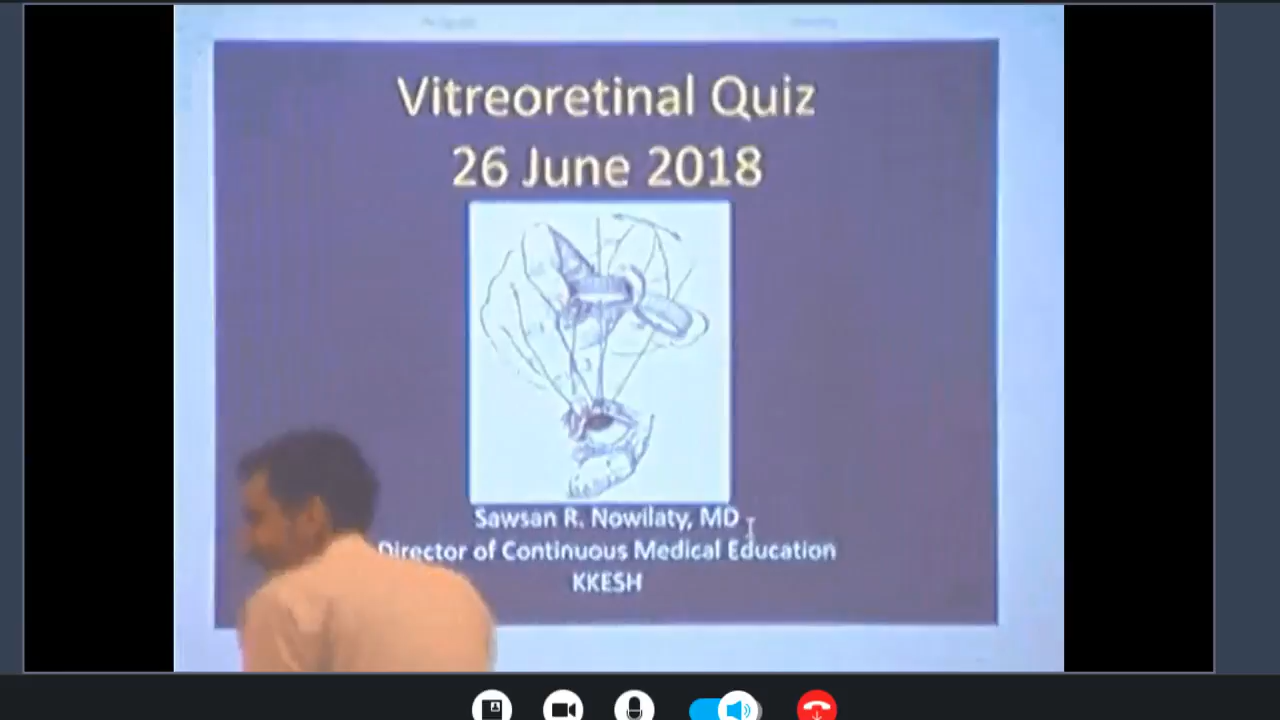 Vitreoretinal Quiz
26 June 2018
Sawsan R. Nowilaty, MD
Director of Continuous Medical Education
KKESH